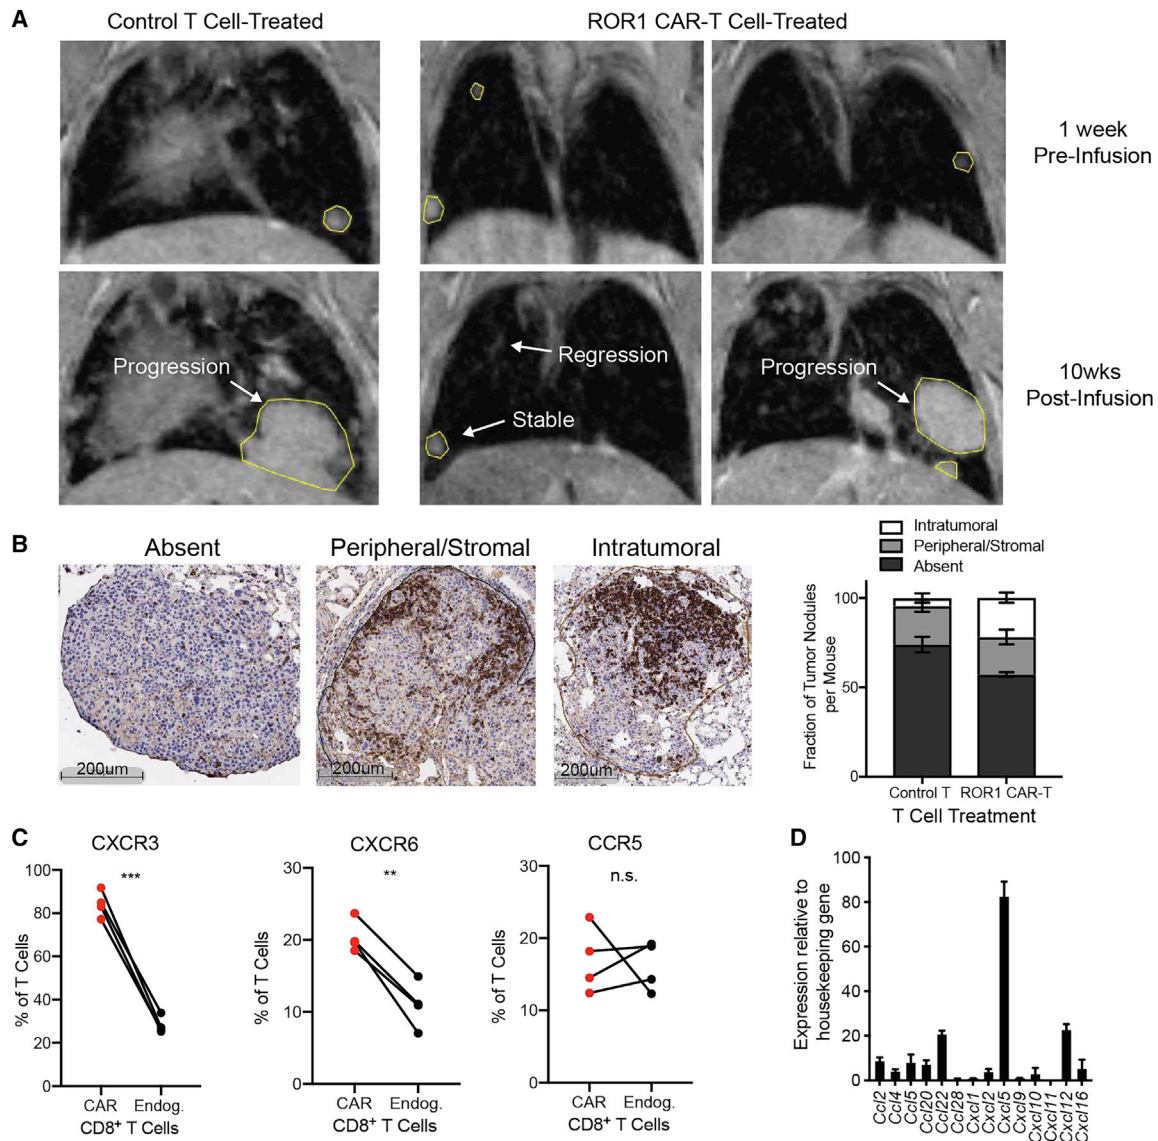 A
Control T Cell-Treated
ROR1 CAR-T Cell-Treated
1 week
Pre-Infusion
Progression
Regression
Stable
Progression
10wks
Post-Infusion
B
Absent
Peripheral/Stromal
Intratumoral
200um
200um
200um
Intratumoral
Peripheral/Stromal
Absent
Fraction of Tumor Nodules
per Mouse
100
50
0
Control T
ROR1 CAR-T
T Cell Treatment
C
CXCR3
***
% of T Cells
100
80
60
40
20
0
CAR
Endog.
CD8+ T Cells
CXCR6
**
% of T Cells
30
20
10
0
CAR
Endog.
CD8+ T Cells
CCR5
n.s.
% of T Cells
30
20
10
0
CAR
Endog.
CD8+ T Cells
D
Expression relative to
housekeeping gene
100
80
60
40
20
0
Ccl2
Ccl4
Ccl5
Ccl20
Ccl22
Ccl28
Cxcl1
Cxcl2
Cxcl5
Cxcl9
Cxcl10
Cxcl11
Cxcl12
Cxcl16